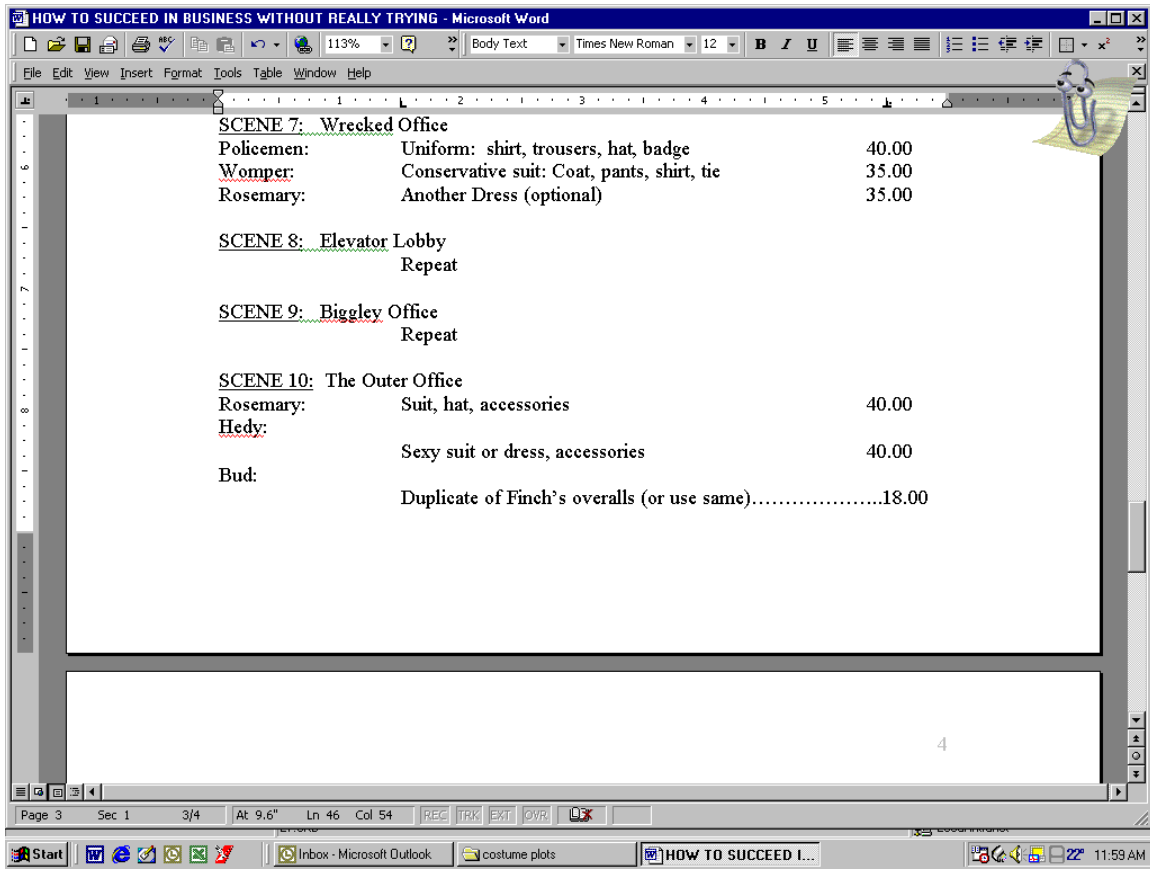 HOW TO SUCCEED IN BUSINESS WITHOUT REALLY TRYING - Microsoft Word
113% Body Text Times New Roman 12 B I U
File Edit View Insert Format Tools Table Window Help
1 1 2 3 4 5
SCENE 7: Wrecked Office
Policemen: Uniform: shirt, trousers, hat, badge 40.00
Womper: Conservative suit: Coat, pants, shirt, tie 35.00
Rosemary: Another Dress (optional) 35.00
SCENE 8: Elevator Lobby
Repeat
SCENE 9: Biggley Office
Repeat
SCENE 10: The Outer Office
Rosemary: Suit, hat, accessories 40.00
Hedy:
Sexy suit or dress, accessories 40.00
Bud:
Duplicate of Finch's overalls (or use same)………………..18.00
4
Page 3 Sec 1 3/4 At 9.6" Ln 46 Col 54 REC TRK EXT OVR
Start Inbox - Microsoft Outlook costume plots HOW TO SUCCEED I... 22° 11:59 AM